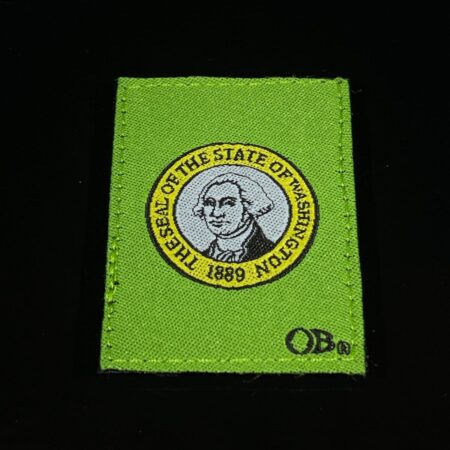 THE SEAL OF THE STATE OF WASHINGTON
1889
OB®